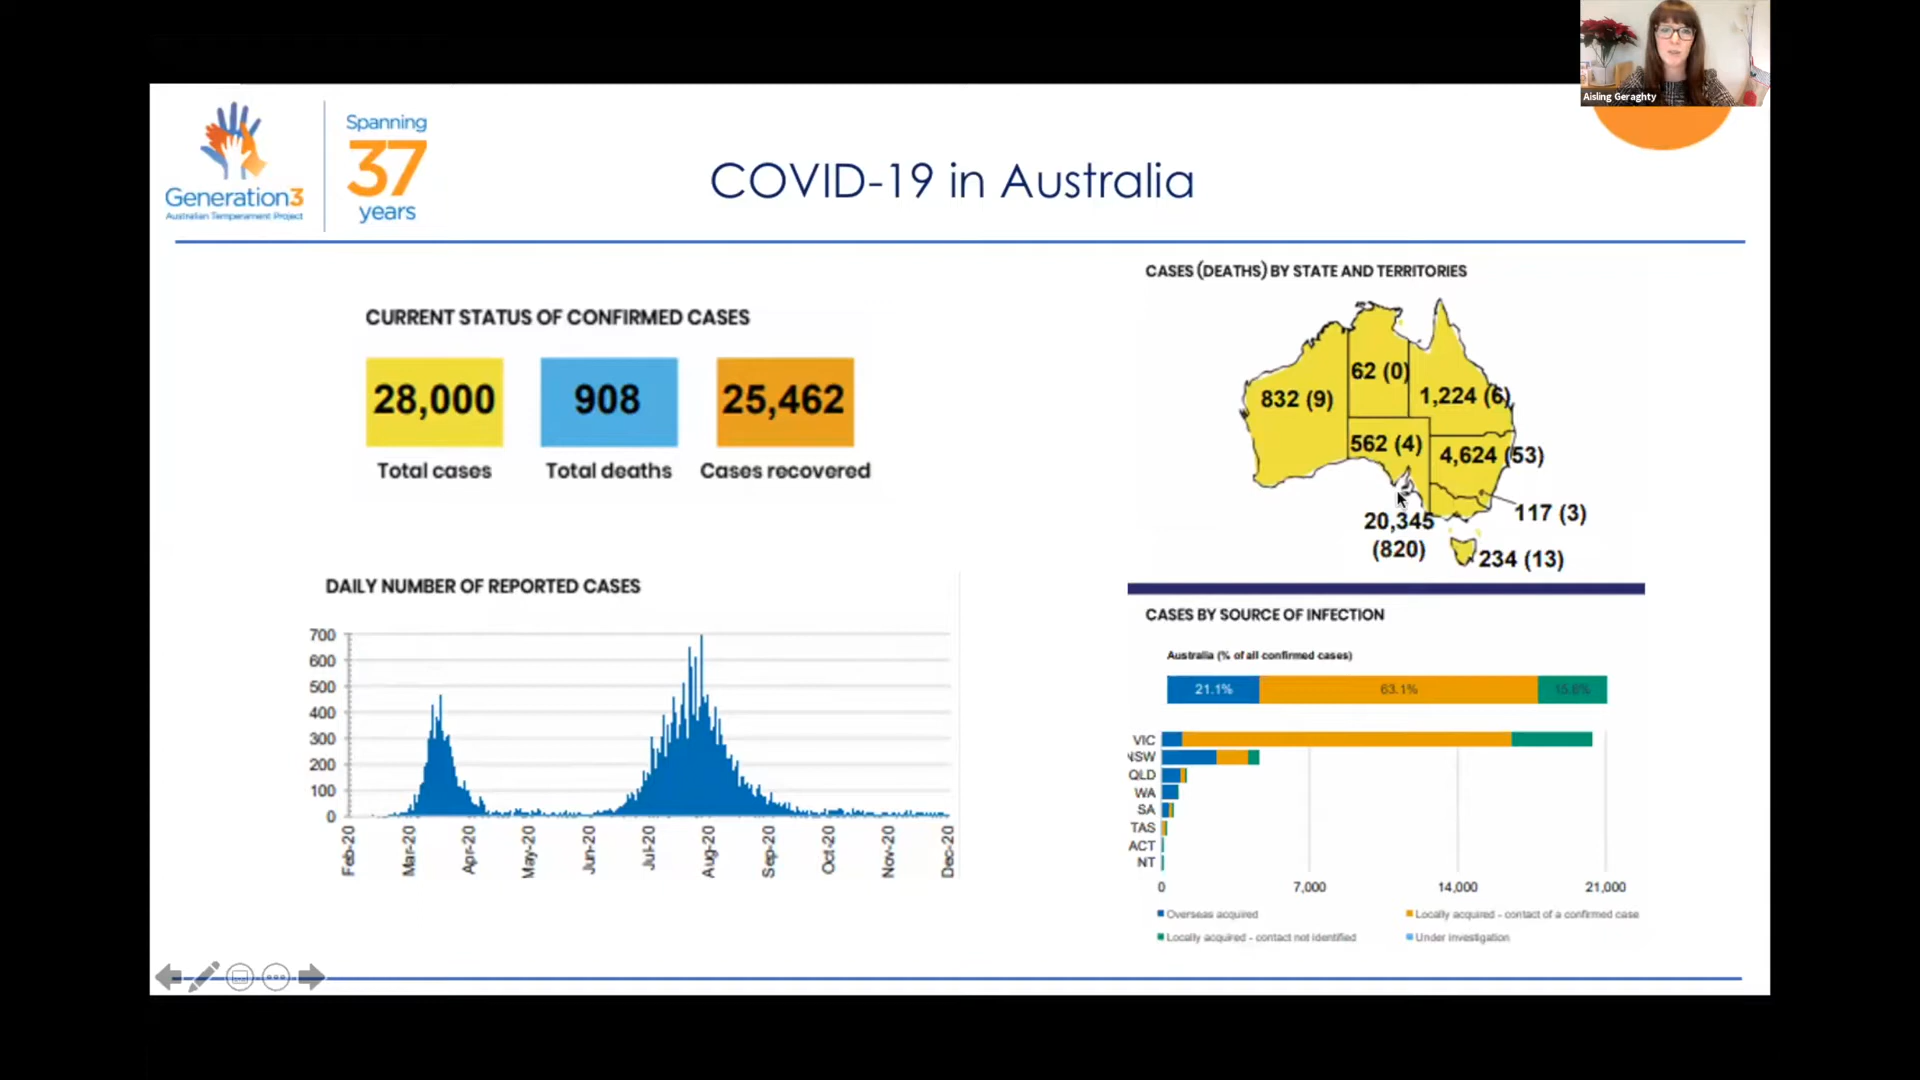 Aisling Geraghty
Spanning
37
years
Generation3
Australian Temperament Project
COVID-19 in Australia
CURRENT STATUS OF CONFIRMED CASES
28,000
908
25,462
Total cases
Total deaths
Cases recovered
CASES (DEATHS) BY STATE AND TERRITORIES
62 (0)
832 (9)
1,224 (6)
562 (4)
4,624 (53)
117 (3)
20,345
(820)
234 (13)
DAILY NUMBER OF REPORTED CASES
700
600
500
400
300
200
100
0
Feb-20
Mar-20
Apr-20
May-20
Jun-20
Jul-20
Aug-20
Sep-20
Oct-20
Nov-20
Dec-20
CASES BY SOURCE OF INFECTION
Australia (% of all confirmed cases)
21.1%
63.1%
15.8%
VIC
NSW
QLD
WA
SA
TAS
ACT
NT
0
7,000
14,000
21,000
Overseas acquired
Locally acquired - contact of a confirmed case
Locally acquired - contact not identified
Under investigation